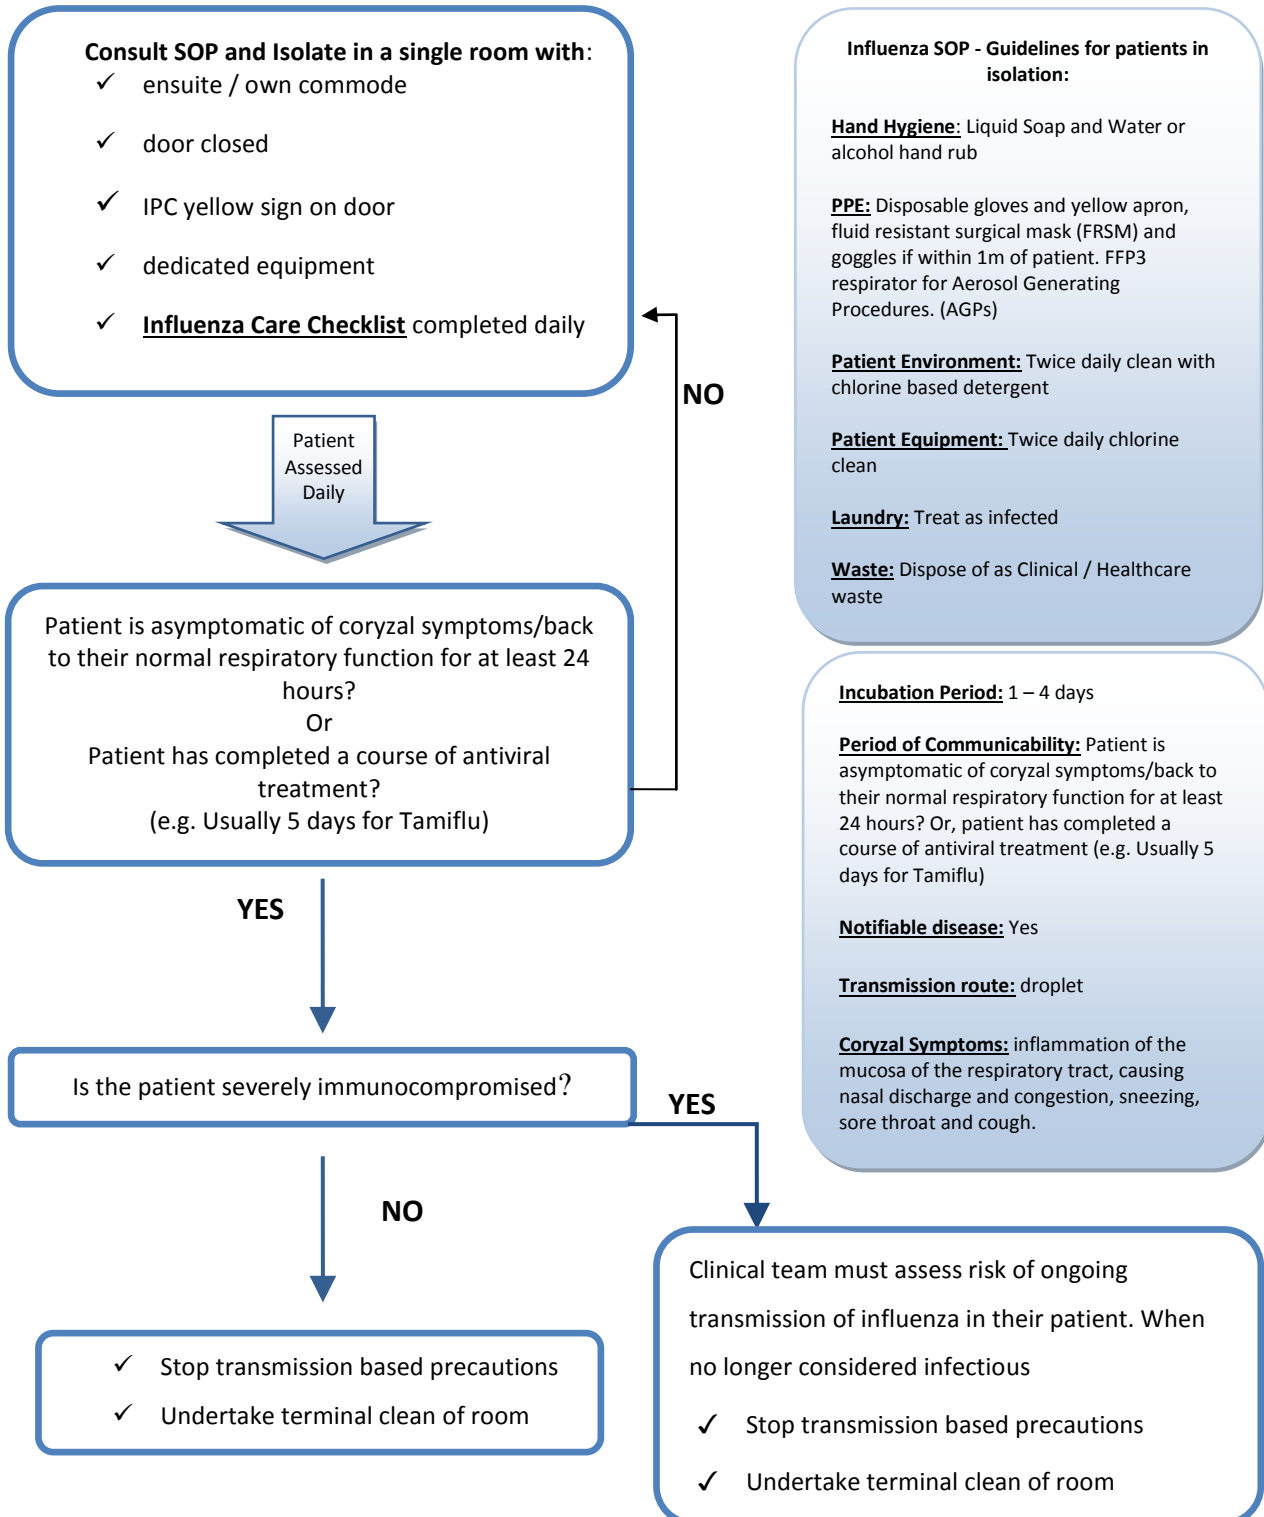 Consult SOP and Isolate in a single room with:
✓ ensuite / own commode
✓ door closed
✓ IPC yellow sign on door
✓ dedicated equipment
✓ Influenza Care Checklist completed daily
NO
Patient
Assessed
Daily
Patient is asymptomatic of coryzal symptoms/back
to their normal respiratory function for at least 24
hours?
Or
Patient has completed a course of antiviral
treatment?
(e.g. Usually 5 days for Tamiflu)
YES
Is the patient severely immunocompromised?
YES
NO
✓ Stop transmission based precautions
✓ Undertake terminal clean of room
Clinical team must assess risk of ongoing
transmission of influenza in their patient. When
no longer considered infectious
✓ Stop transmission based precautions
✓ Undertake terminal clean of room
Influenza SOP - Guidelines for patients in
isolation:
Hand Hygiene: Liquid Soap and Water or
alcohol hand rub
PPE: Disposable gloves and yellow apron,
fluid resistant surgical mask (FRSM) and
goggles if within 1m of patient. FFP3
respirator for Aerosol Generating
Procedures. (AGPs)
Patient Environment: Twice daily clean with
chlorine based detergent
Patient Equipment: Twice daily chlorine
clean
Laundry: Treat as infected
Waste: Dispose of as Clinical / Healthcare
waste
Incubation Period: 1 – 4 days
Period of Communicability: Patient is
asymptomatic of coryzal symptoms/back to
their normal respiratory function for at least
24 hours? Or, patient has completed a
course of antiviral treatment (e.g. Usually 5
days for Tamiflu)
Notifiable disease: Yes
Transmission route: droplet
Coryzal Symptoms: inflammation of the
mucosa of the respiratory tract, causing
nasal discharge and congestion, sneezing,
sore throat and cough.